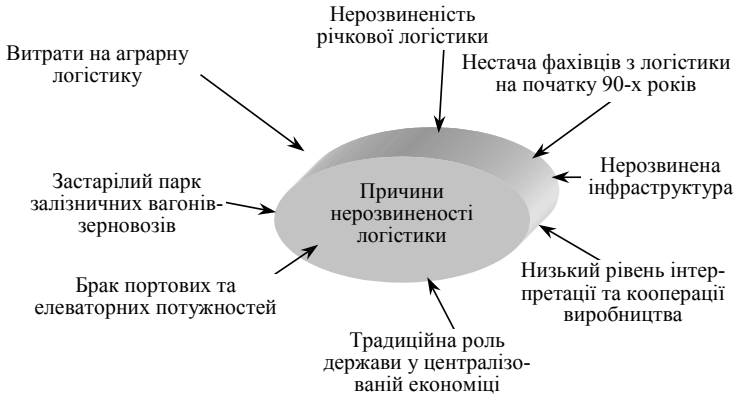 Нерозвиненість
річкової логістики
Витрати на аграрну
логістику
Нестача фахівців з логістики
на початку 90-х років
Нерозвинена
інфраструктура
Застарілий парк
залізничних вагонів-
зерновозів
Причини
нерозвиненості
логістики
Низький рівень інтер-
претації та кооперації
виробництва
Брак портових та
елеваторних потужностей
Традиційна роль
держави у централізо-
ваній економіці